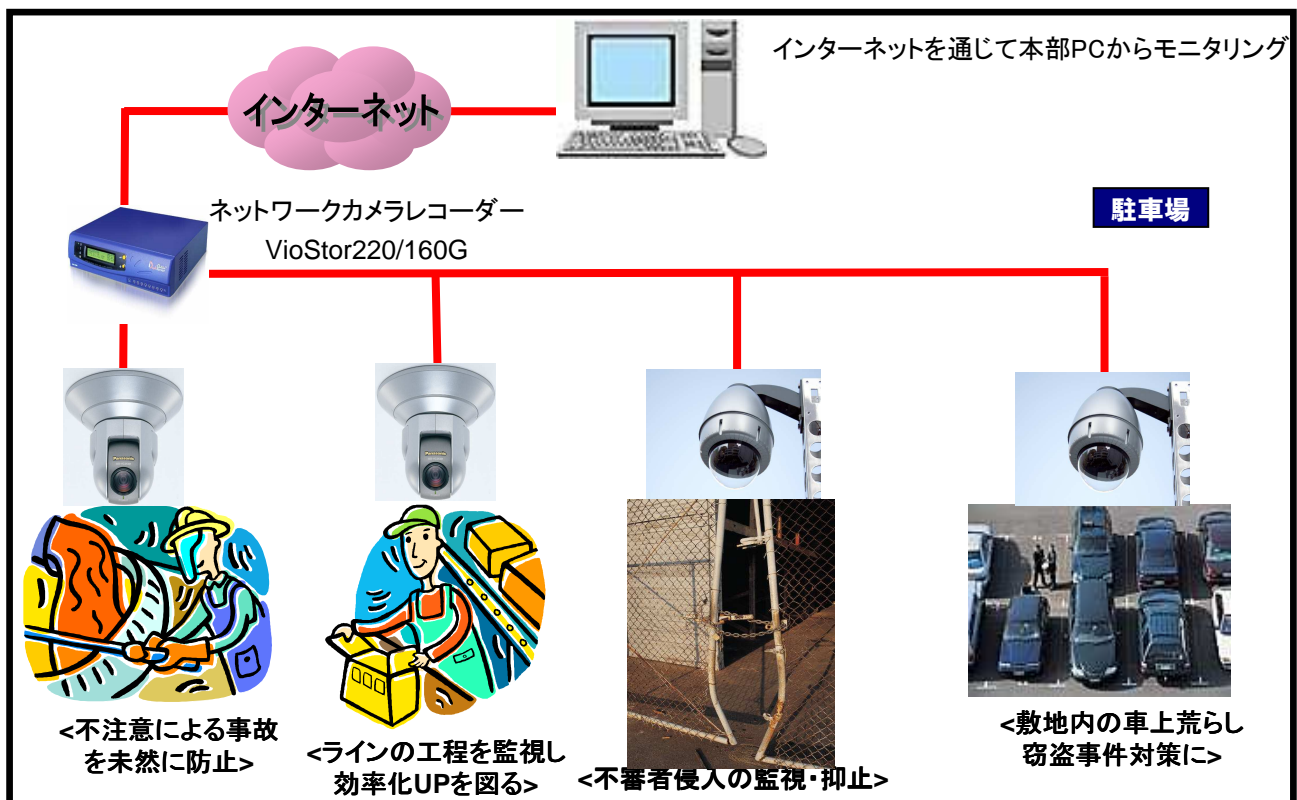 インターネットを通じて本部PCからモニタリング
インターネット
ネットワークカメラレコーダー
VioStor220/160G
駐車場
Panasonic
Panasonic
<不注意による事故
を未然に防止>
<ラインの工程を監視し
効率化UPを図る>
<不審者侵入の監視・抑止>
<敷地内の車上荒らし
窃盗事件対策に>